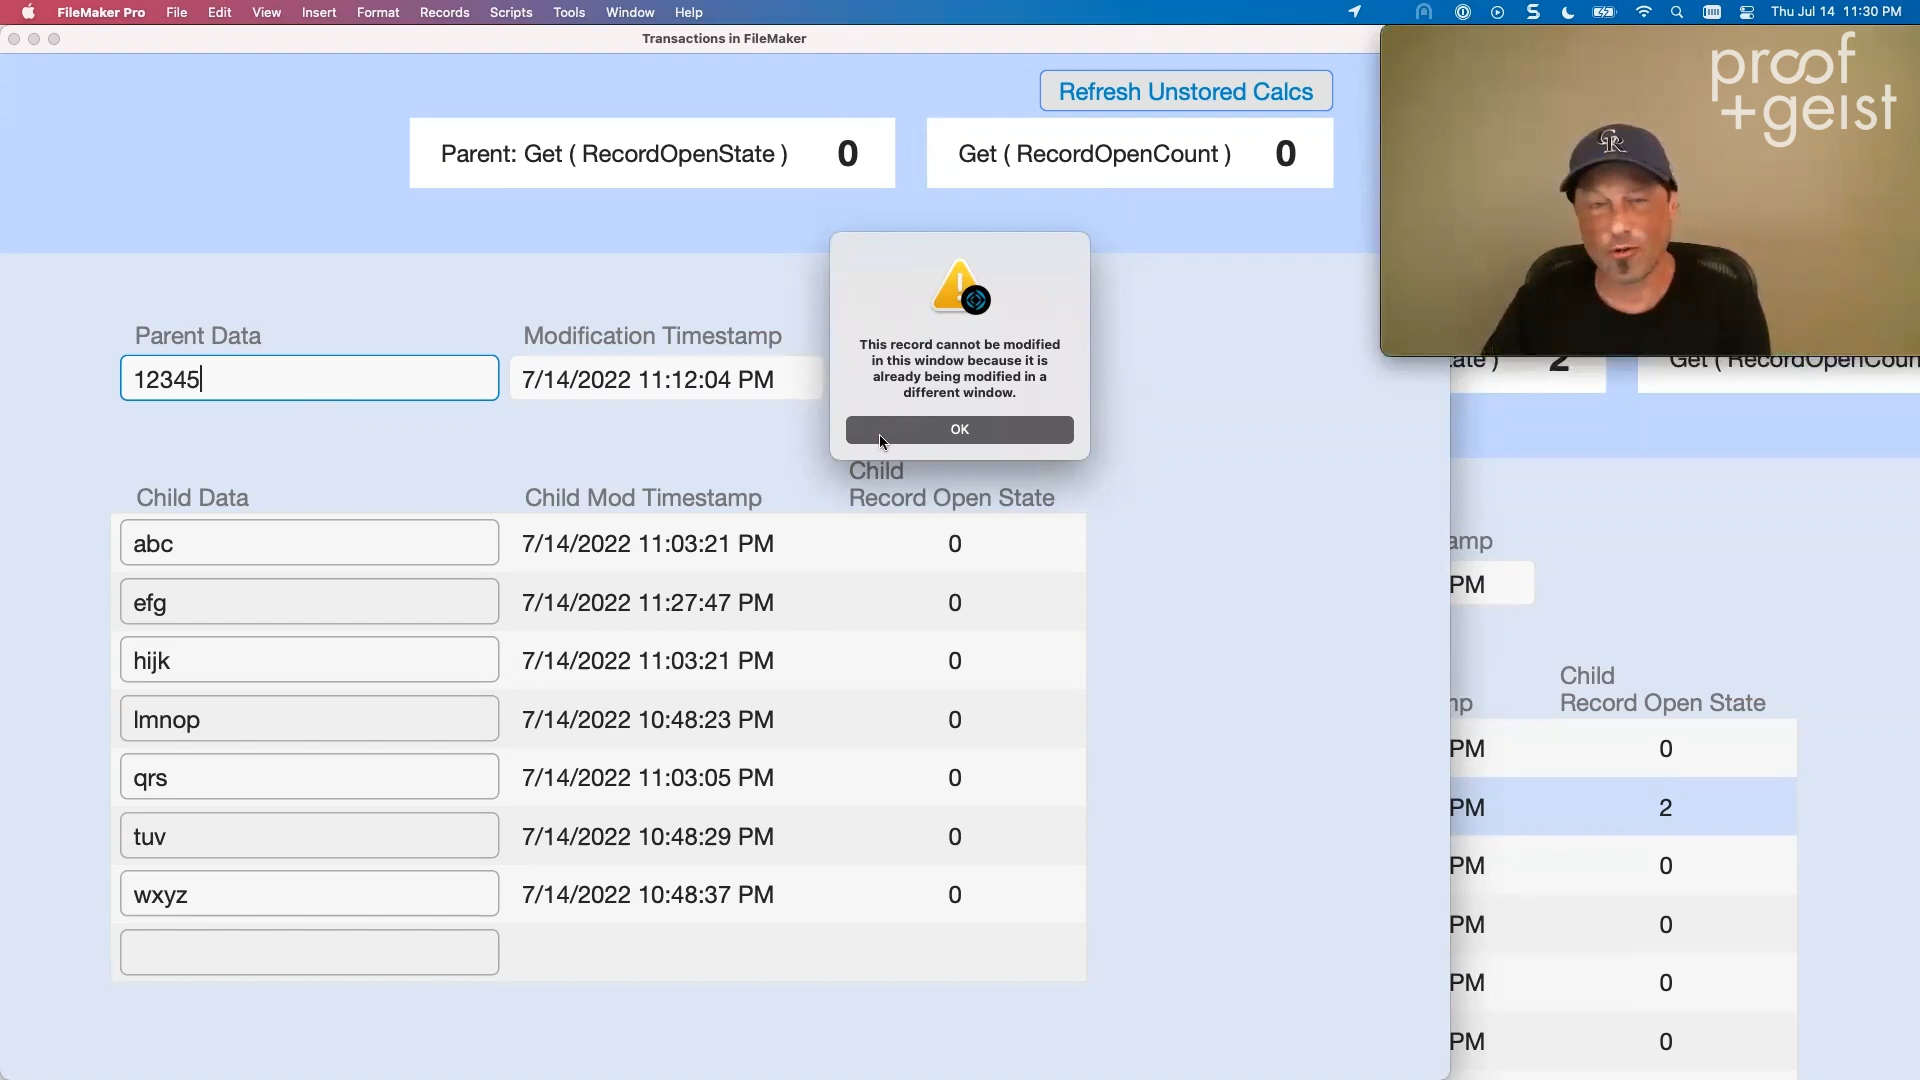 FileMaker Pro File Edit View Insert Format Records Scripts Tools Window Help Thu Jul 14 11:30 PM
Transactions in FileMaker
proof
+geist
Refresh Unstored Calcs
Parent: Get ( RecordOpenState ) 0 Get ( RecordOpenCount ) 0
This record cannot be modified
in this window because it is
already being modified in a
different window.
OK
Parent Data Modification Timestamp
12345 7/14/2022 11:12:04 PM
Child
Child Data Child Mod Timestamp Record Open State
abc 7/14/2022 11:03:21 PM 0
efg 7/14/2022 11:27:47 PM 0
hijk 7/14/2022 11:03:21 PM 0
lmnop 7/14/2022 10:48:23 PM 0
qrs 7/14/2022 11:03:05 PM 0
tuv 7/14/2022 10:48:29 PM 0
wxyz 7/14/2022 10:48:37 PM 0
ate ) 2 Get ( RecordOpenCoun
amp
PM
Child
mp Record Open State
PM 0
PM 2
PM 0
PM 0
PM 0
PM 0